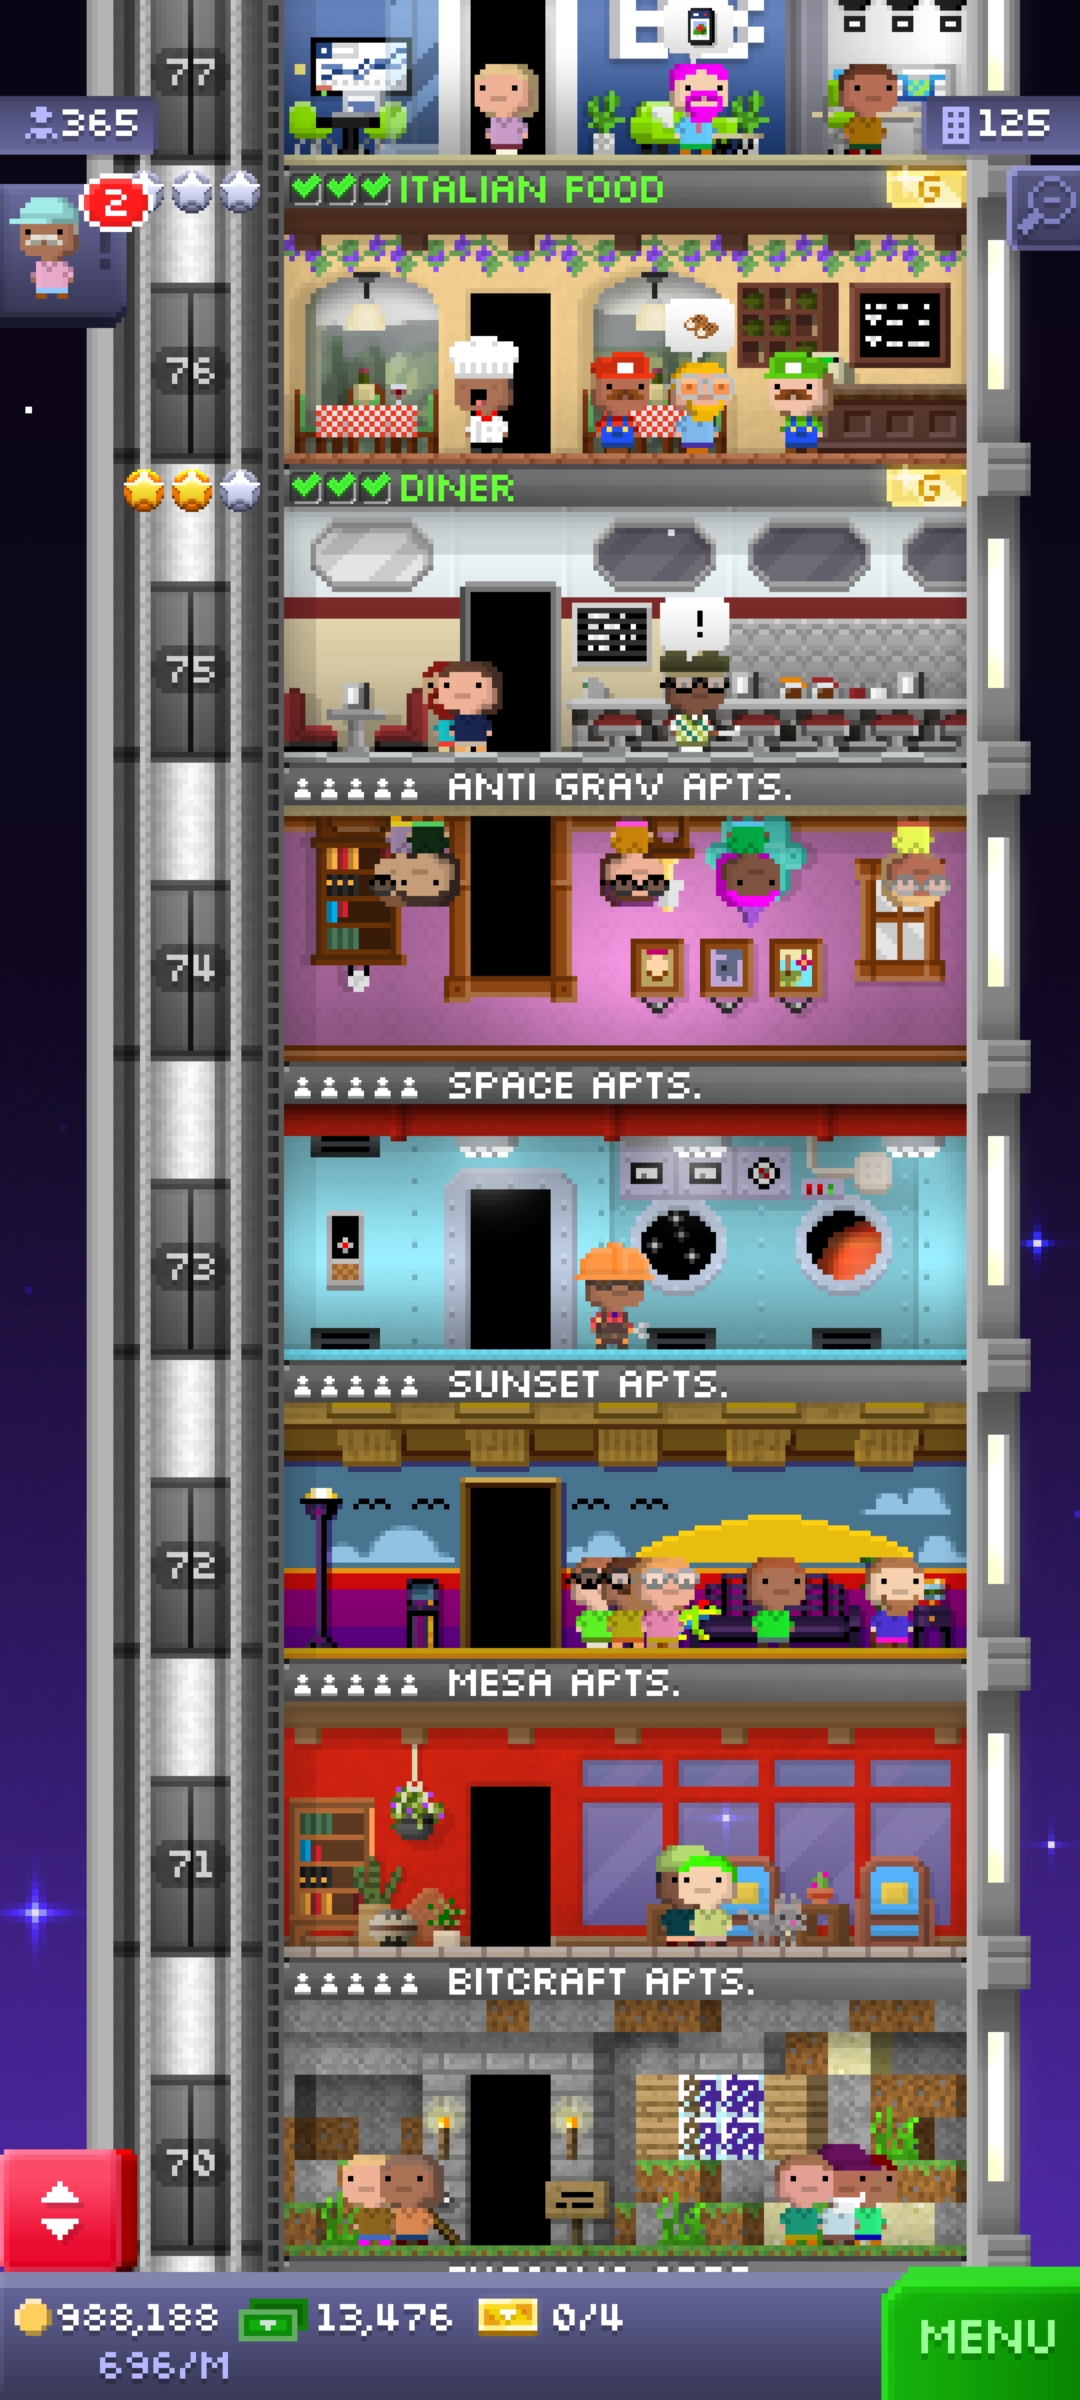 77
365
125
2
ITALIAN FOOD
G
76
DINER
G
!
75
ANTI GRAV APTS.
74
SPACE APTS.
73
SUNSET APTS.
72
MESA APTS.
71
BITCRAFT APTS.
70
988,188
13,476
0/4
696/M
MENU